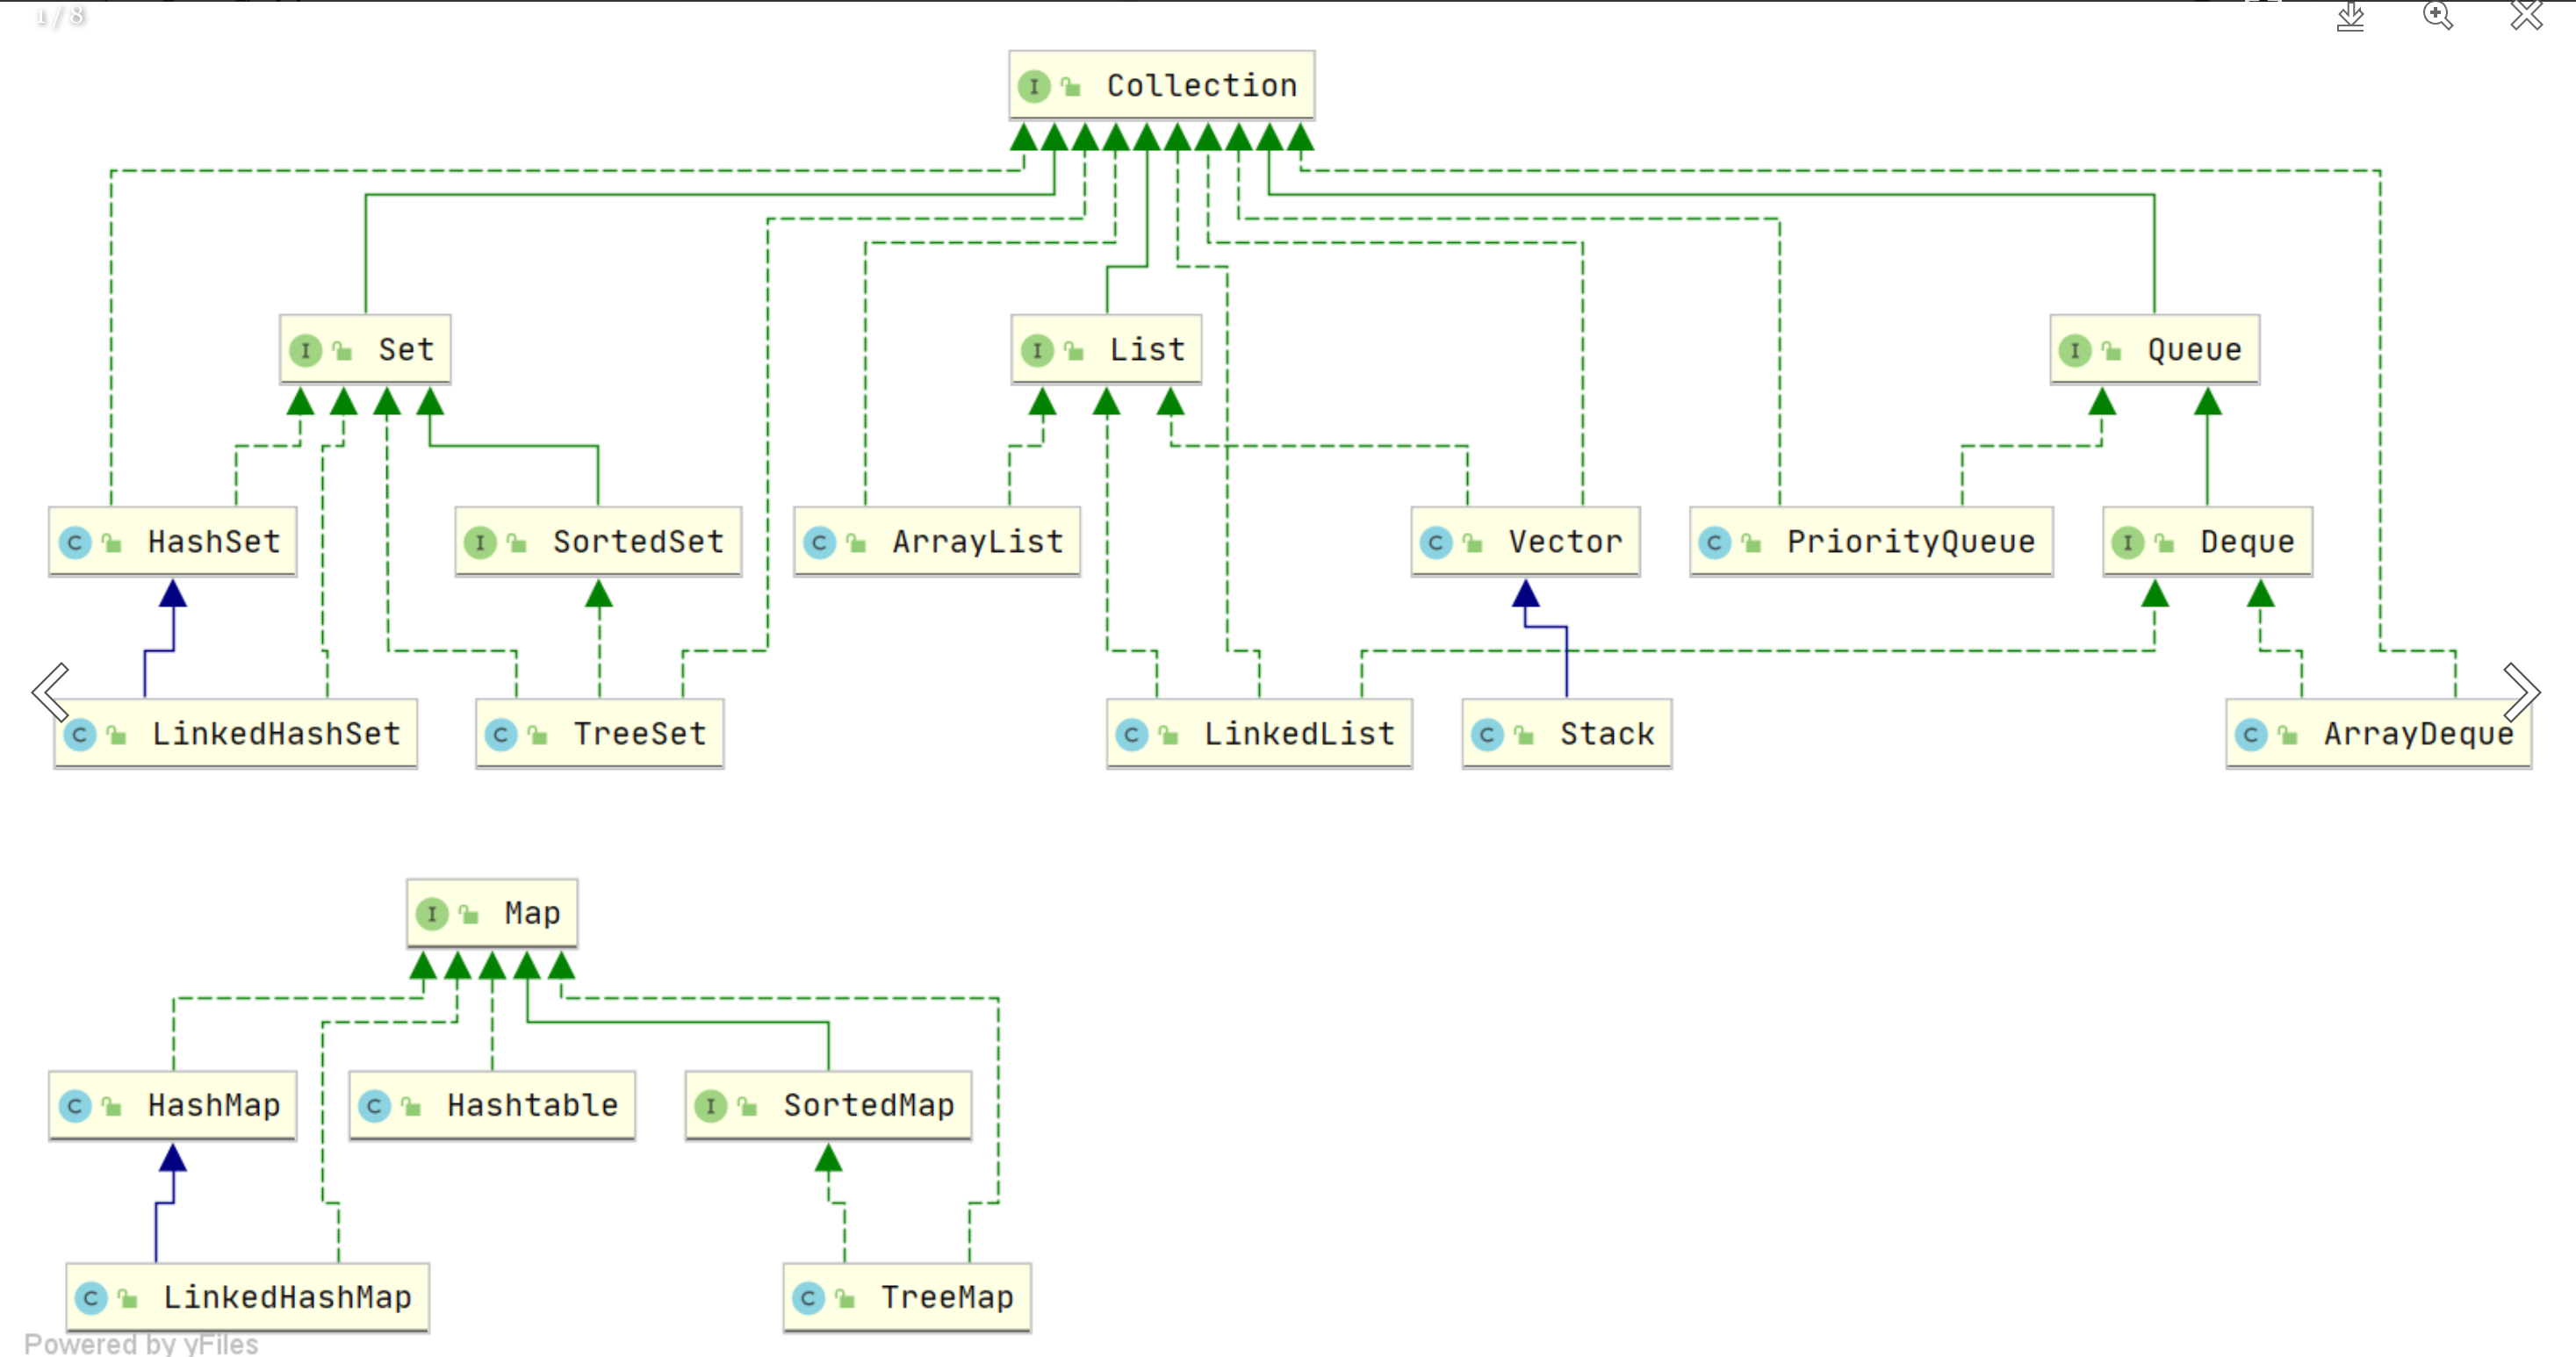 1 / 8
I Collection
I Set
I List
I Queue
C HashSet
I SortedSet
C ArrayList
C Vector
C PriorityQueue
I Deque
C LinkedHashSet
C TreeSet
C LinkedList
C Stack
C ArrayDeque
I Map
C HashMap
C Hashtable
I SortedMap
C LinkedHashMap
C TreeMap
Powered by yFiles